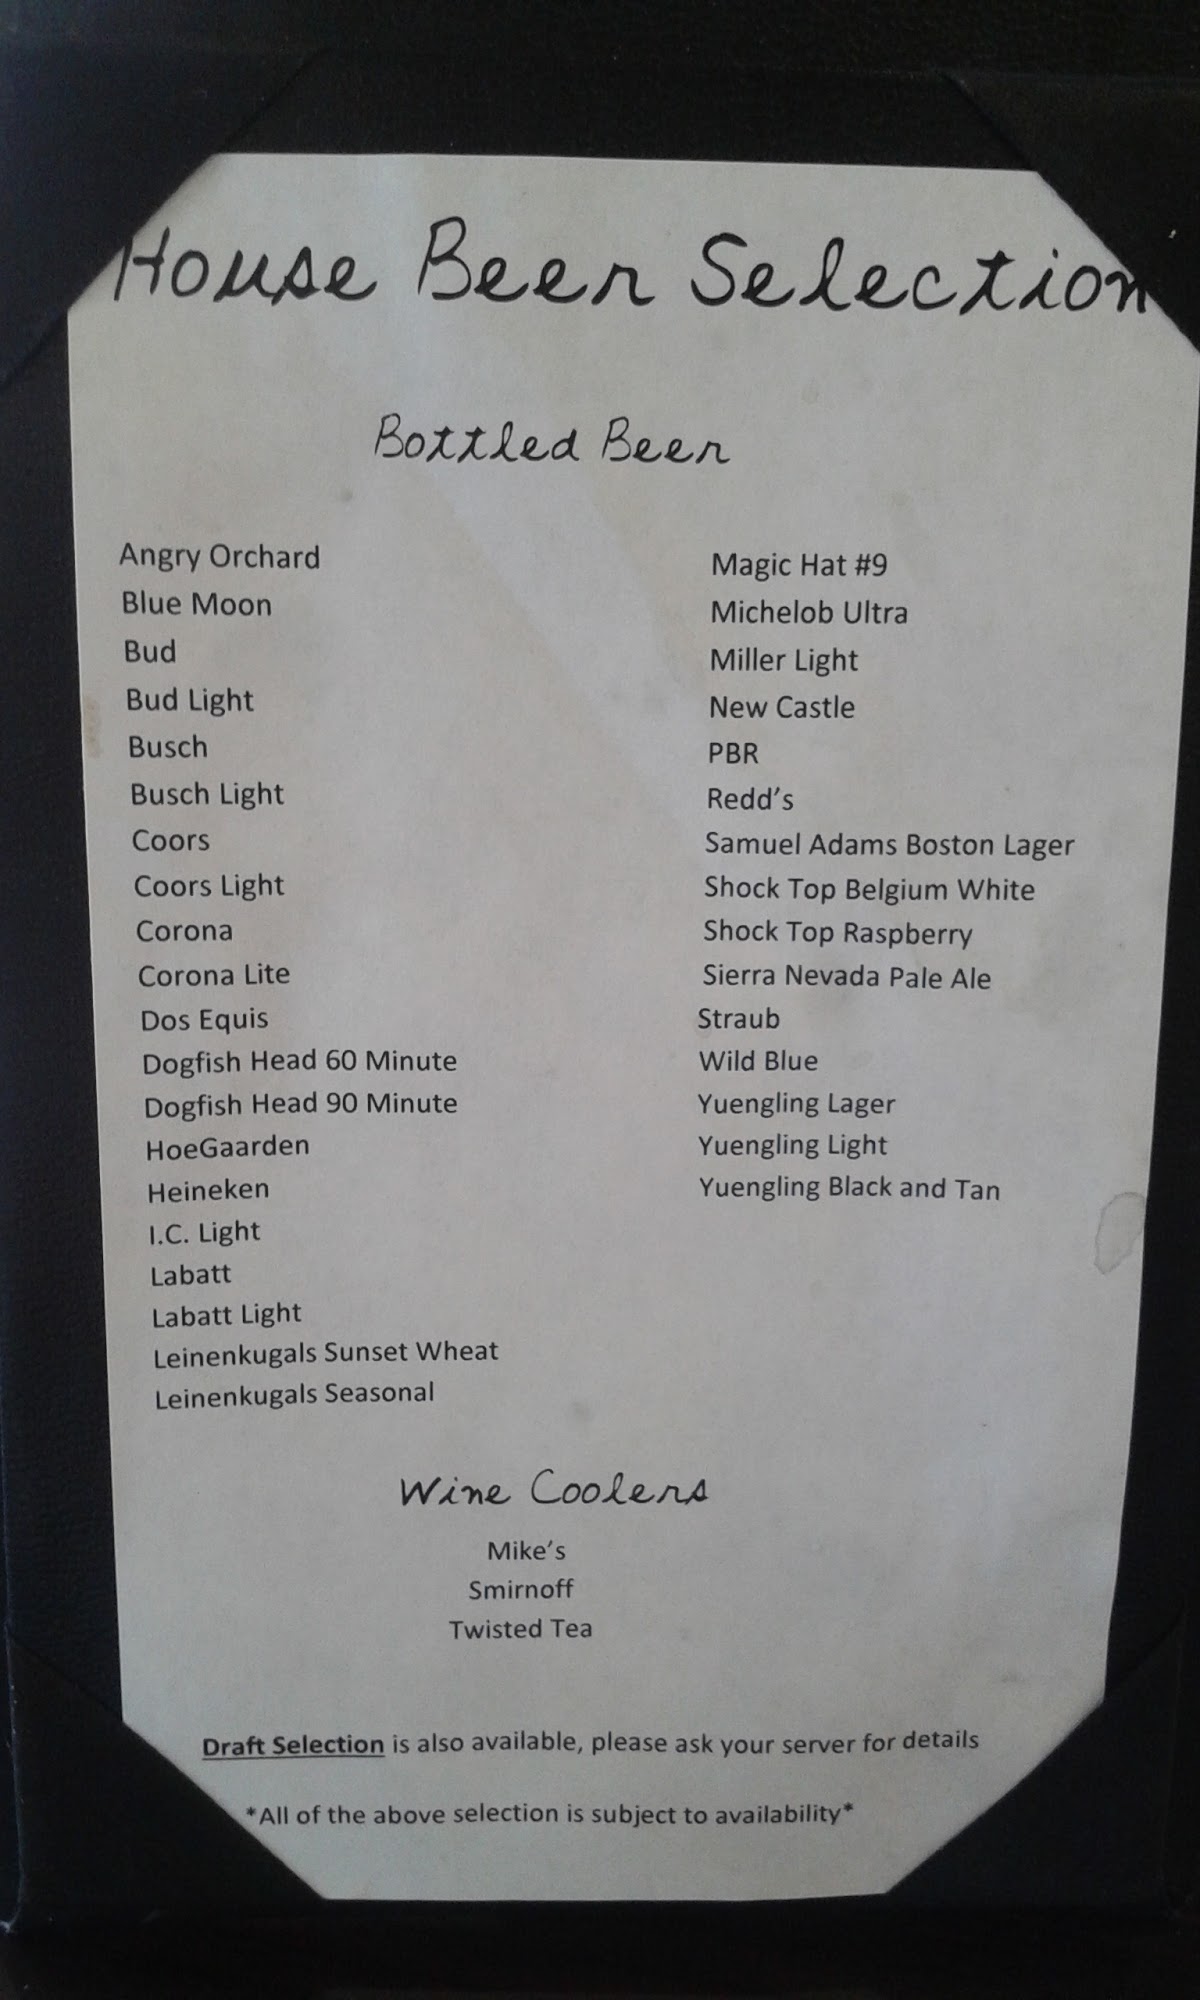 House Beer Selection
Bottled Beer
Angry Orchard
Blue Moon
Bud
Bud Light
Busch
Busch Light
Coors
Coors Light
Corona
Corona Lite
Dos Equis
Dogfish Head 60 Minute
Dogfish Head 90 Minute
HoeGaarden
Heineken
I.C. Light
Labatt
Labatt Light
Leinenkugals Sunset Wheat
Leinenkugals Seasonal
Magic Hat #9
Michelob Ultra
Miller Light
New Castle
PBR
Redd's
Samuel Adams Boston Lager
Shock Top Belgium White
Shock Top Raspberry
Sierra Nevada Pale Ale
Straub
Wild Blue
Yuengling Lager
Yuengling Light
Yuengling Black and Tan
Wine Coolers
Mike's
Smirnoff
Twisted Tea
Draft Selection is also available, please ask your server for details
*All of the above selection is subject to availability*